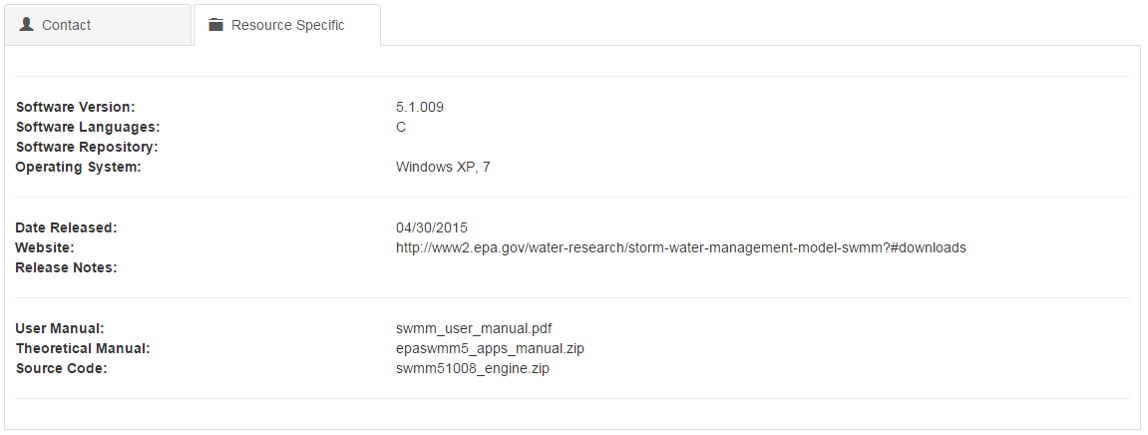 Contact Resource Specific
Software Version: 5.1.009
Software Languages: C
Software Repository:
Operating System: Windows XP, 7
Date Released: 04/30/2015
Website: http://www2.epa.gov/water-research/storm-water-management-model-swmm?#downloads
Release Notes:
User Manual: swmm_user_manual.pdf
Theoretical Manual: epaswmm5_apps_manual.zip
Source Code: swmm51008_engine.zip